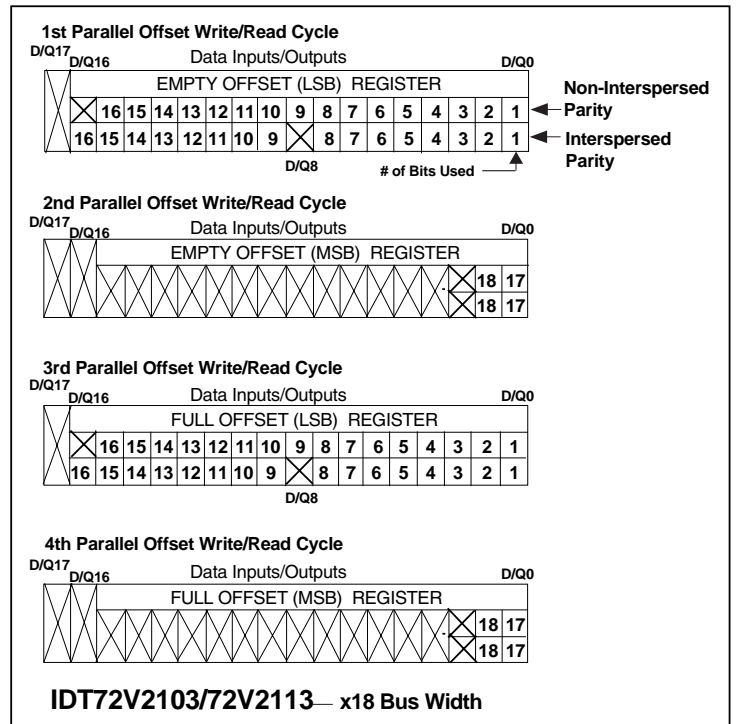 1st Parallel Offset Write/Read Cycle
D/Q17 D/Q16 Data Inputs/Outputs D/Q0
EMPTY OFFSET (LSB) REGISTER
16 15 14 13 12 11 10 9 8 7 6 5 4 3 2 1 Non-Interspersed Parity
16 15 14 13 12 11 10 9 8 7 6 5 4 3 2 1 Interspersed Parity
D/Q8 # of Bits Used
2nd Parallel Offset Write/Read Cycle
D/Q17 D/Q16 Data Inputs/Outputs D/Q0
EMPTY OFFSET (MSB) REGISTER
18 17
18 17
3rd Parallel Offset Write/Read Cycle
D/Q17 D/Q16 Data Inputs/Outputs D/Q0
FULL OFFSET (LSB) REGISTER
16 15 14 13 12 11 10 9 8 7 6 5 4 3 2 1
16 15 14 13 12 11 10 9 8 7 6 5 4 3 2 1
D/Q8
4th Parallel Offset Write/Read Cycle
D/Q17 D/Q16 Data Inputs/Outputs D/Q0
FULL OFFSET (MSB) REGISTER
18 17
18 17
IDT72V2103/72V2113— x18 Bus Width